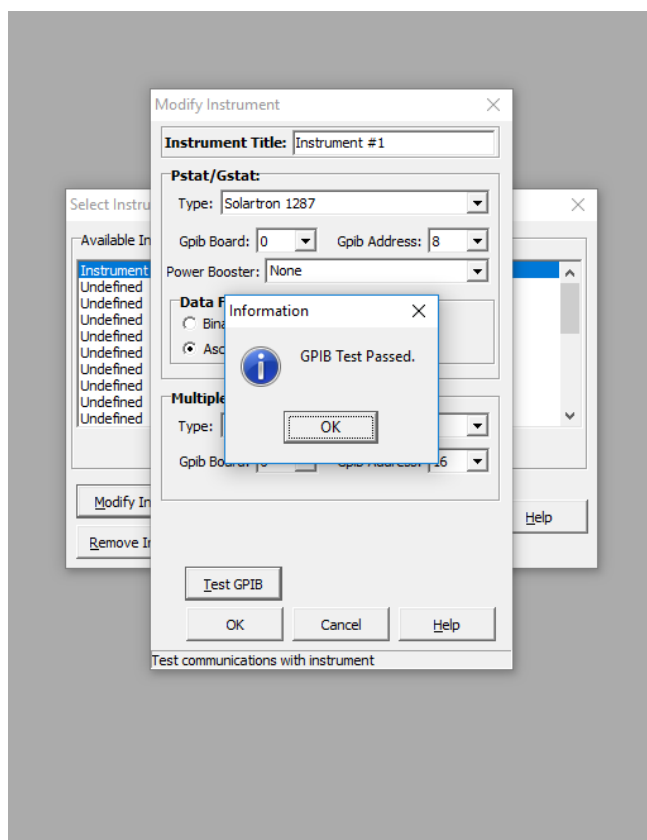 Modify Instrument
Instrument Title: Instrument #1
Pstat/Gstat:
Type: Solartron 1287
Gpib Board: 0 Gpib Address: 8
Power Booster: None
Select Instru
Available In
Instrument
Undefined
Undefined
Undefined
Undefined
Undefined
Undefined
Undefined
Undefined
Undefined
Data F
Bina
Asc
Information
GPIB Test Passed.
OK
Multiple
Type:
Gpib Board: Gpib Address: 16
Modify In
Remove In
Help
Test GPIB
OK Cancel Help
Test communications with instrument